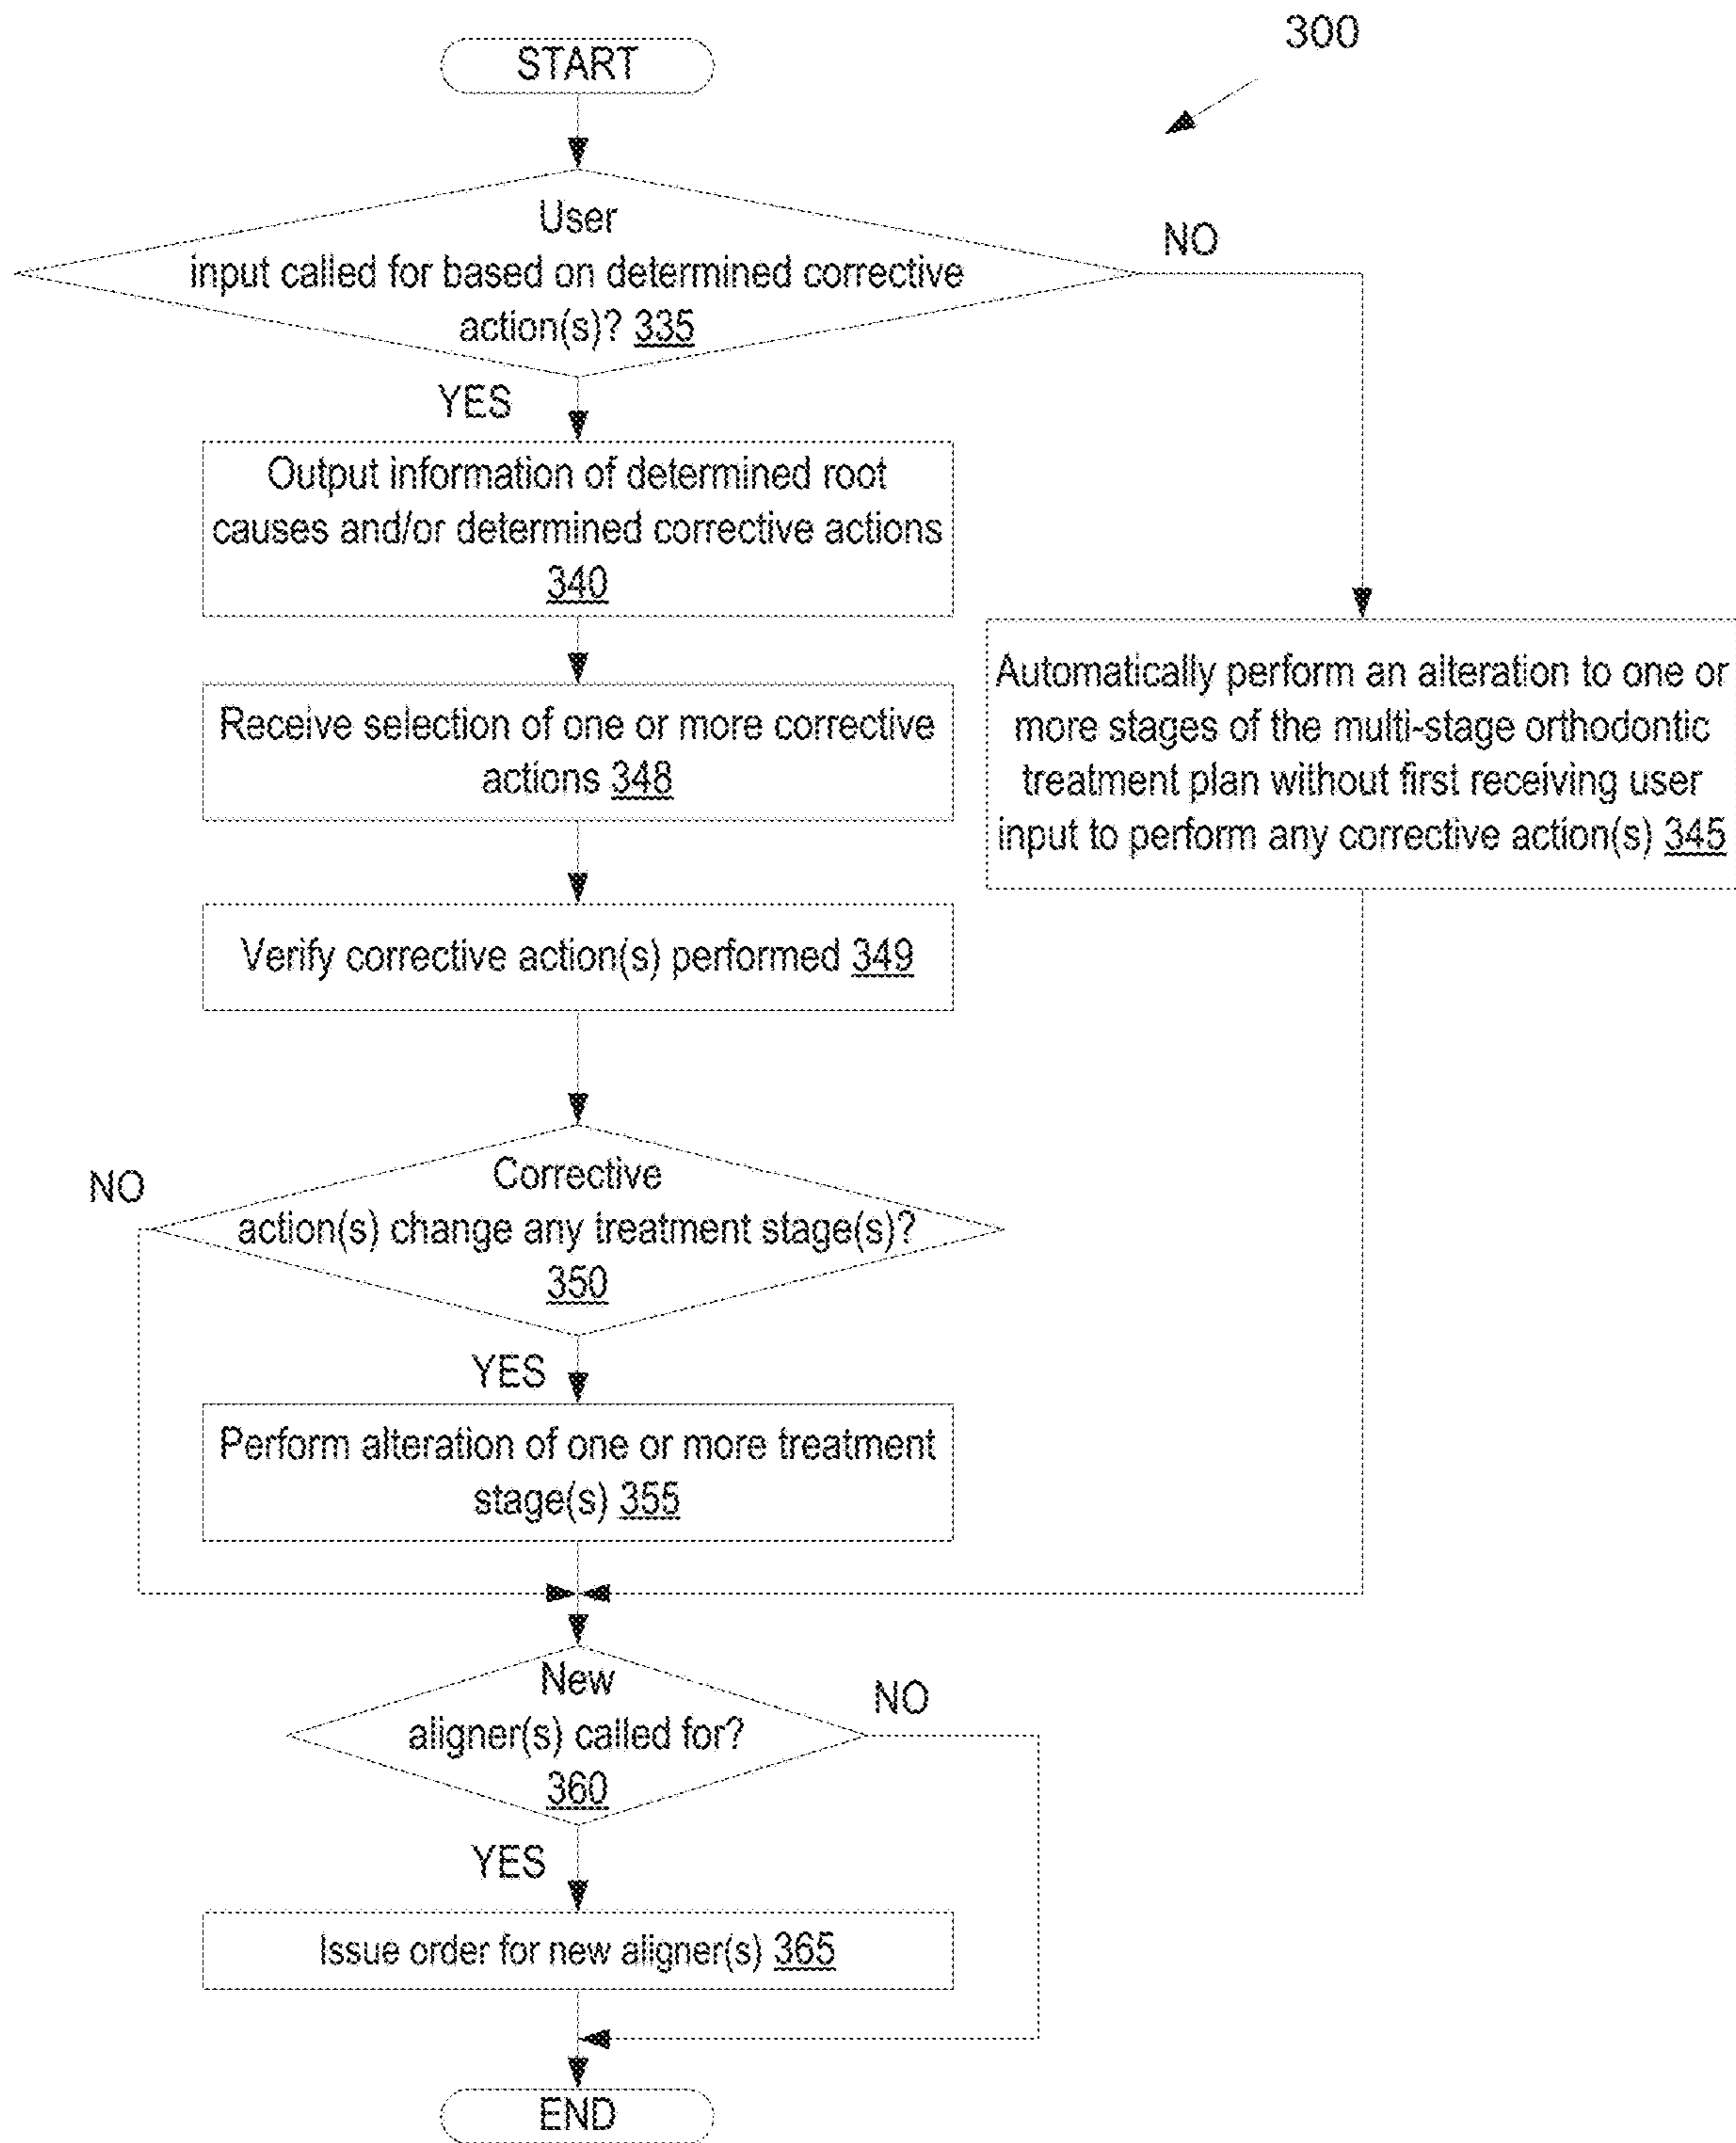 300
START
User
input called for based on determined corrective
action(s)? 335
NO
YES
Output information of determined root
causes and/or determined corrective actions
340
Automatically perform an alteration to one or
more stages of the multi-stage orthodontic
treatment plan without first receiving user
input to perform any corrective action(s) 345
Receive selection of one or more corrective
actions 348
Verify corrective action(s) performed 349
NO
Corrective
action(s) change any treatment stage(s)?
350
YES
Perform alteration of one or more treatment
stage(s) 355
New
aligner(s) called for?
360
NO
YES
Issue order for new aligner(s) 365
END